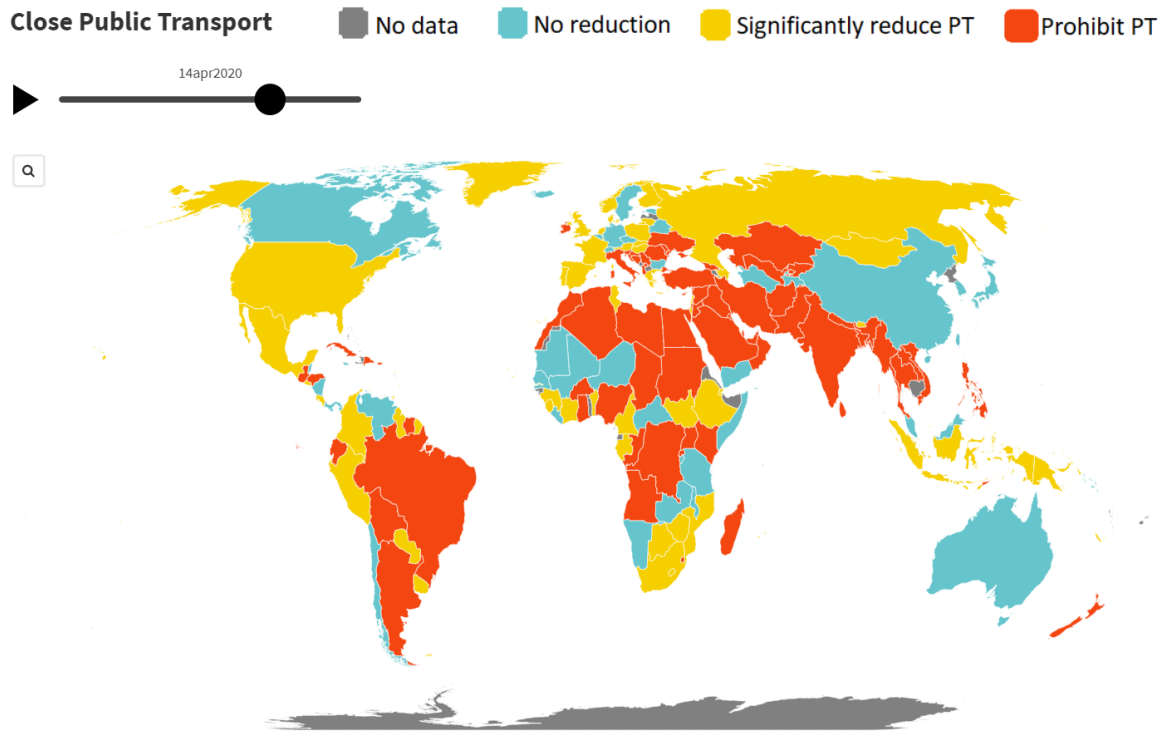 Close Public Transport
No data
No reduction
Significantly reduce PT
Prohibit PT
14apr2020